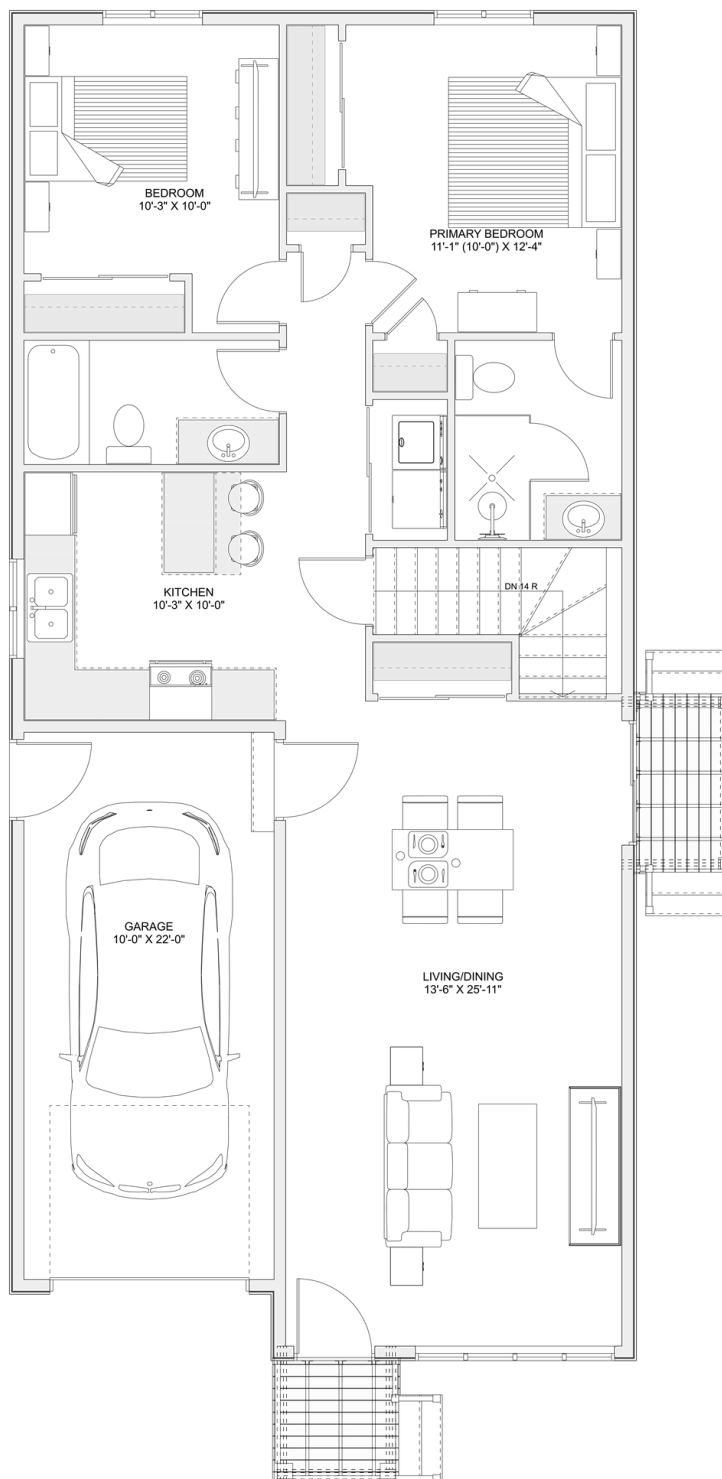 BEDROOM
10'-3" X 10'-0"
PRIMARY BEDROOM
11'-1" (10'-0") X 12'-4"
KITCHEN
10'-3" X 10'-0"
DN 14 R
GARAGE
10'-0" X 22'-0"
LIVING/DINING
13'-6" X 25'-11"